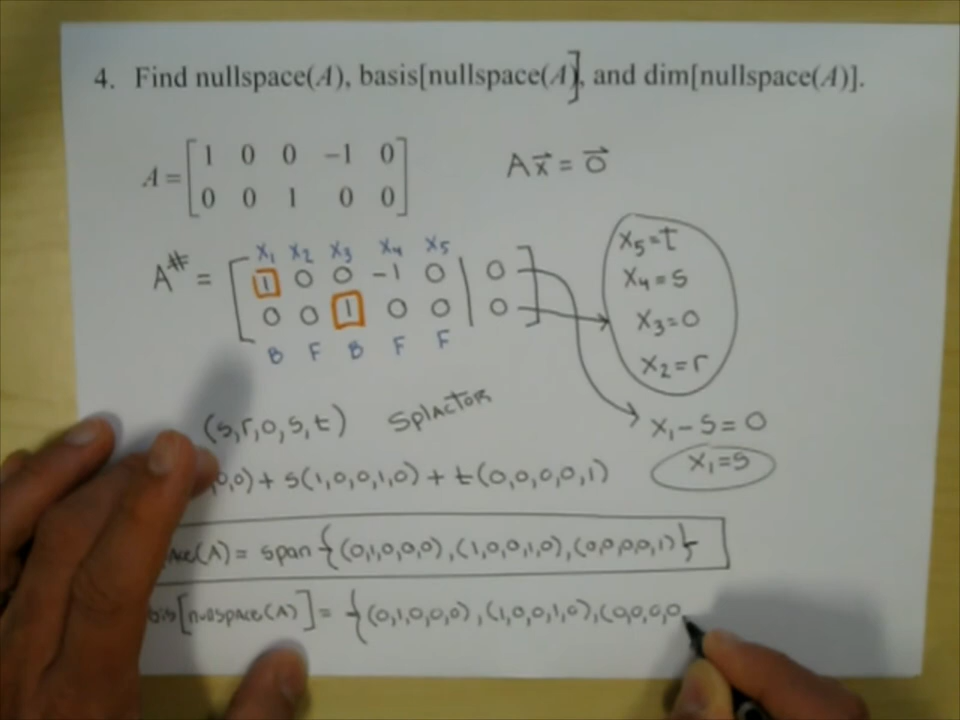 4. Find nullspace(A), basis[nullspace(A)], and dim[nullspace(A)].
A = [1 0 0 −1 0
0 0 1 0 0]
Ax⃗ = 0⃗
x₁ x₂ x₃ x₄ x₅
A# = [1 0 0 -1 0 | 0
0 0 1 0 0 | 0]
B F B F F
x₅=t
x₄=s
x₃=0
x₂=r
x₁-s=0
x₁=s
(s,r,0,s,t) SPLACTOR
,0,0)+ s(1,0,0,1,0) + t(0,0,0,0,1)
ace(A) = span {(0,1,0,0,0),(1,0,0,1,0),(0,0,0,0,1)}
sis[nullspace(A)] = {(0,1,0,0,0),(1,0,0,1,0),(0,0,0,0,